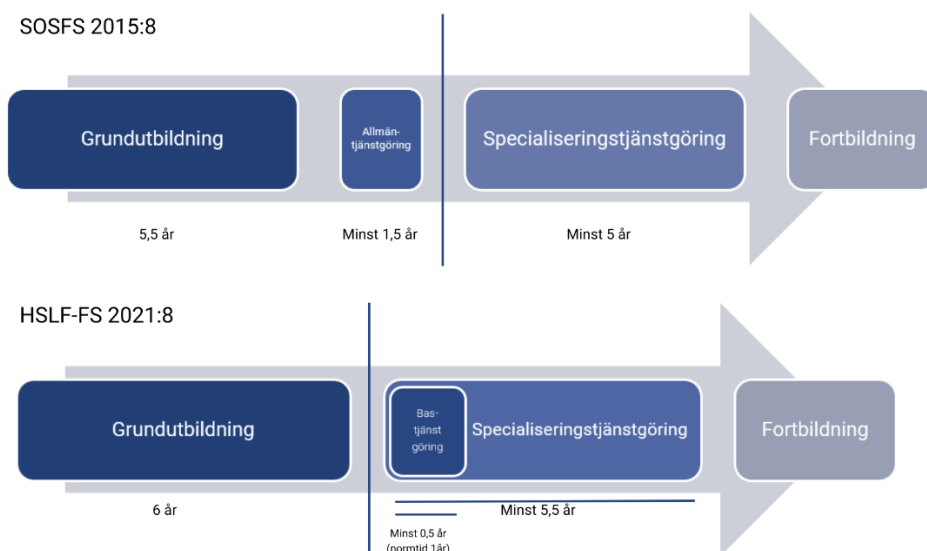 SOSFS 2015:8
Grundutbildning
Allmän-
tjänstgöring
Specialiseringstjänstgöring
Fortbildning
5,5 år
Minst 1,5 år
Minst 5 år
HSLF-FS 2021:8
Grundutbildning
Bas-
tjänst
göring
Specialiseringstjänstgöring
Fortbildning
6 år
Minst 5,5 år
Minst 0,5 år
(normtid 1år)